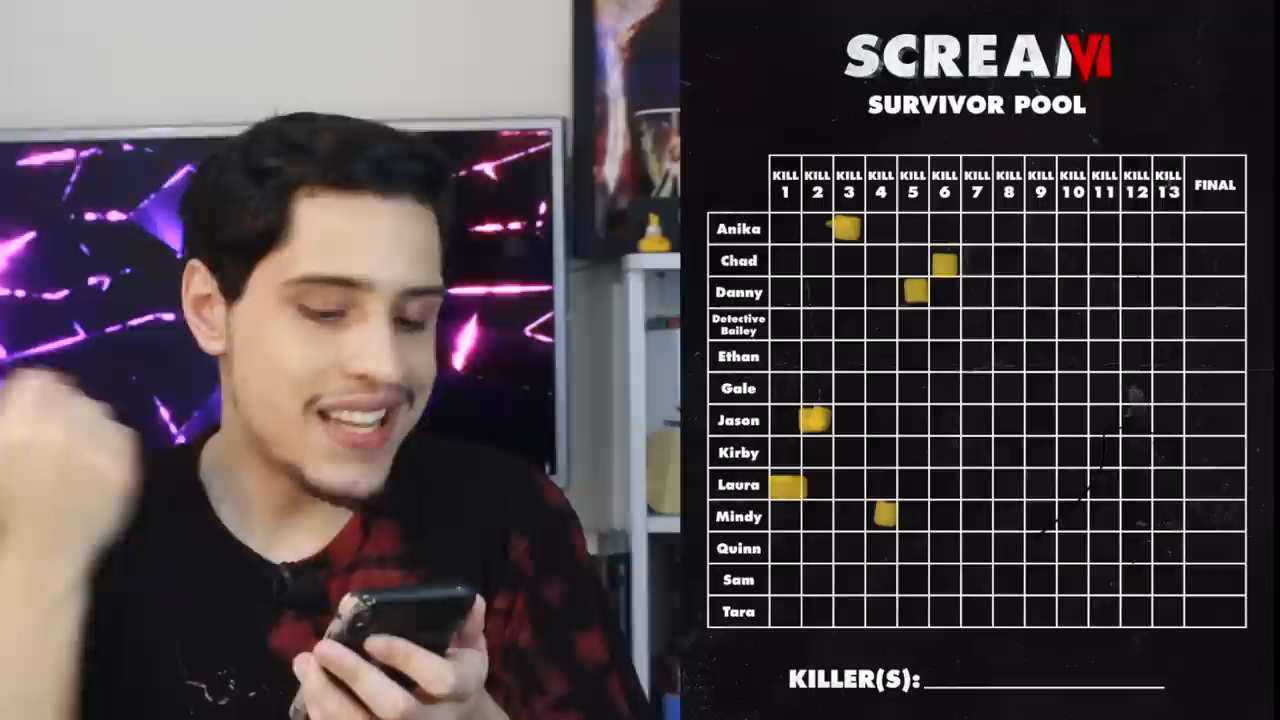 SCREAM VI
SURVIVOR POOL
KILL 1 KILL 2 KILL 3 KILL 4 KILL 5 KILL 6 KILL 7 KILL 8 KILL 9 KILL 10 KILL 11 KILL 12 KILL 13 FINAL
Anika
Chad
Danny
Detective Bailey
Ethan
Gale
Jason
Kirby
Laura
Mindy
Quinn
Sam
Tara
KILLER(S):